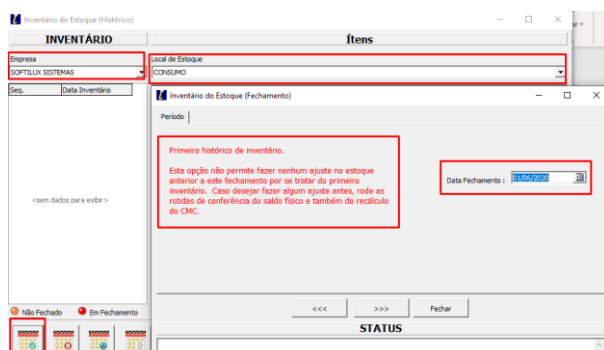 Inventário do Estoque (Histórico)
INVENTÁRIO
Ítens
Empresa
Local de Estoque
SOFTILUX SISTEMAS
CONSUMO
Seq.
Data Inventário
Inventário do Estoque (Fechamento)
Período
Primeiro histórico de inventário.
Esta opção não permite fazer nenhum ajuste no estoque
anterior a este fechamento por se tratar do primeiro
inventário. Caso desejar fazer algum ajuste antes, rode as
rotidas de conferência do saldo físico e também do recálculo
do CMC.
Data Fechamento :
01/06/2020
<sem dados para exibir>
Não Fechado
Em Fechamento
<<<
>>>
Fechar
STATUS